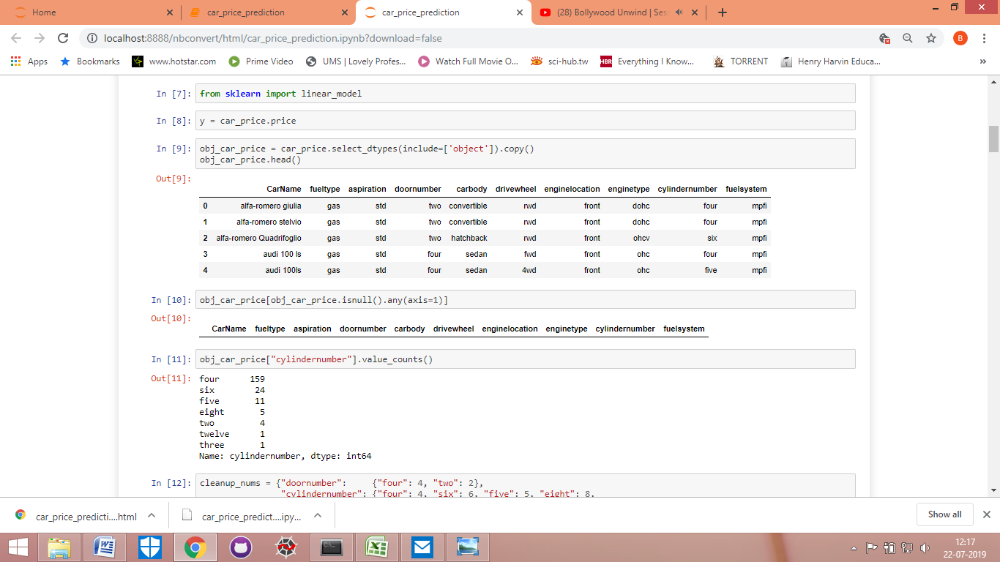 Home
car_price_prediction
car_price_prediction
(28) Bollywood Unwind | Ses
localhost:8888/nbconvert/html/car_price_prediction.ipynb?download=false
B
Apps
Bookmarks
www.hotstar.com
Prime Video
UMS | Lovely Profes...
Watch Full Movie O...
sci-hub.tw
HBR
Everything I Know...
TORRENT
Henry Harvin Educa...
»
In [7]: from sklearn import linear_model
In [8]: y = car_price.price
In [9]: obj_car_price = car_price.select_dtypes(include=['object']).copy()
obj_car_price.head()
Out[9]:
CarName fueltype aspiration doornumber carbody drivewheel enginelocation enginetype cylindernumber fuelsystem
0 alfa-romero giulia gas std two convertible rwd front dohc four mpfi
1 alfa-romero stelvio gas std two convertible rwd front dohc four mpfi
2 alfa-romero Quadrifoglio gas std two hatchback rwd front ohcv six mpfi
3 audi 100 ls gas std four sedan fwd front ohc four mpfi
4 audi 100ls gas std four sedan 4wd front ohc five mpfi
In [10]: obj_car_price[obj_car_price.isnull().any(axis=1)]
Out[10]:
CarName fueltype aspiration doornumber carbody drivewheel enginelocation enginetype cylindernumber fuelsystem
In [11]: obj_car_price["cylindernumber"].value_counts()
Out[11]: four 159
six 24
five 11
eight 5
two 4
twelve 1
three 1
Name: cylindernumber, dtype: int64
In [12]: cleanup_nums = {"doornumber": {"four": 4, "two": 2},
"cylindernumber": {"four": 4, "six": 6, "five": 5, "eight": 8,
car_price_predicti....html
car_price_predict....ipy...
Show all
12:17
22-07-2019